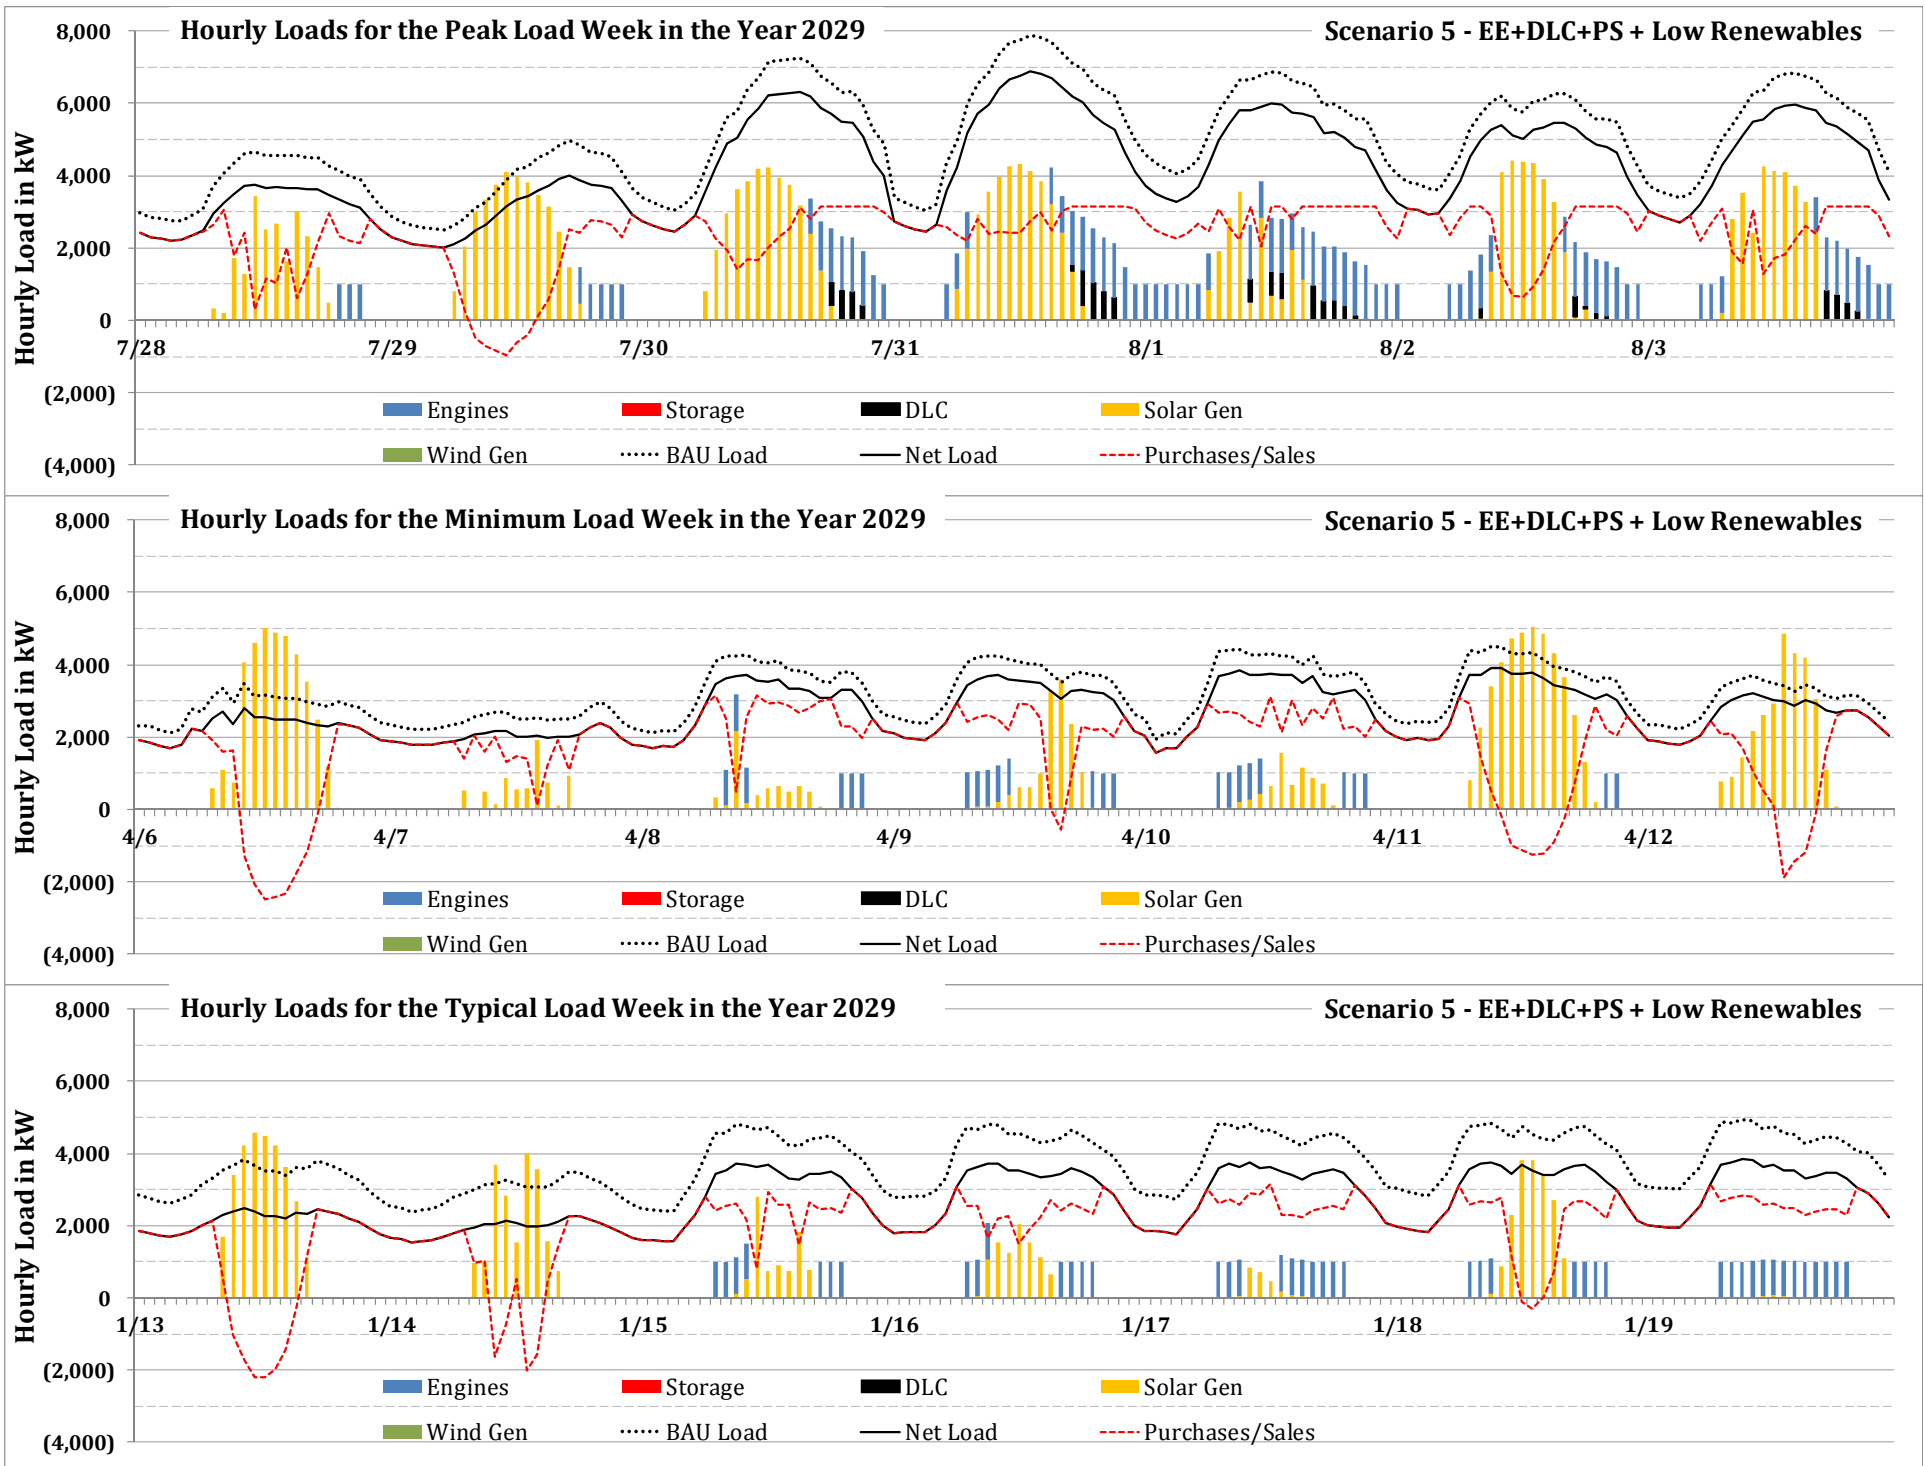 Hourly Loads for the Peak Load Week in the Year 2029
Scenario 5 - EE+DLC+PS + Low Renewables
Hourly Load in kW
8,000
6,000
4,000
2,000
0
(2,000)
(4,000)
7/28 7/29 7/30 7/31 8/1 8/2 8/3
Engines Storage DLC Solar Gen
Wind Gen BAU Load Net Load Purchases/Sales
Hourly Loads for the Minimum Load Week in the Year 2029
Scenario 5 - EE+DLC+PS + Low Renewables
Hourly Load in kW
8,000
6,000
4,000
2,000
0
(2,000)
(4,000)
4/6 4/7 4/8 4/9 4/10 4/11 4/12
Engines Storage DLC Solar Gen
Wind Gen BAU Load Net Load Purchases/Sales
Hourly Loads for the Typical Load Week in the Year 2029
Scenario 5 - EE+DLC+PS + Low Renewables
Hourly Load in kW
8,000
6,000
4,000
2,000
0
(2,000)
(4,000)
1/13 1/14 1/15 1/16 1/17 1/18 1/19
Engines Storage DLC Solar Gen
Wind Gen BAU Load Net Load Purchases/Sales